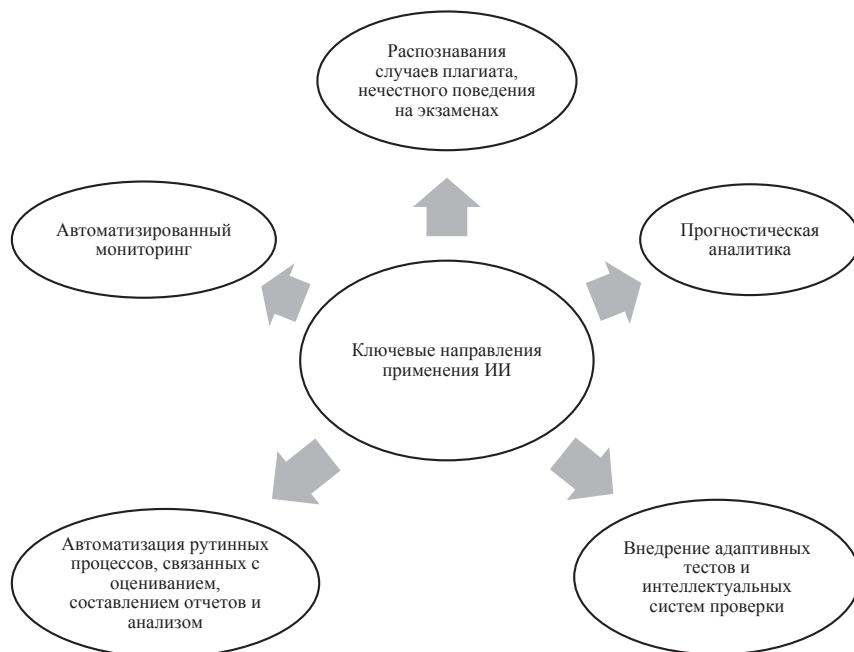 Распознавания
случаев плагиата,
нечестного поведения
на экзаменах
Автоматизированный
мониторинг
Прогностическая
аналитика
Ключевые направления
применения ИИ
Автоматизация рутинных
процессов, связанных с
оцениванием,
составлением отчетов и
анализом
Внедрение адаптивных
тестов и
интеллектуальных
систем проверки